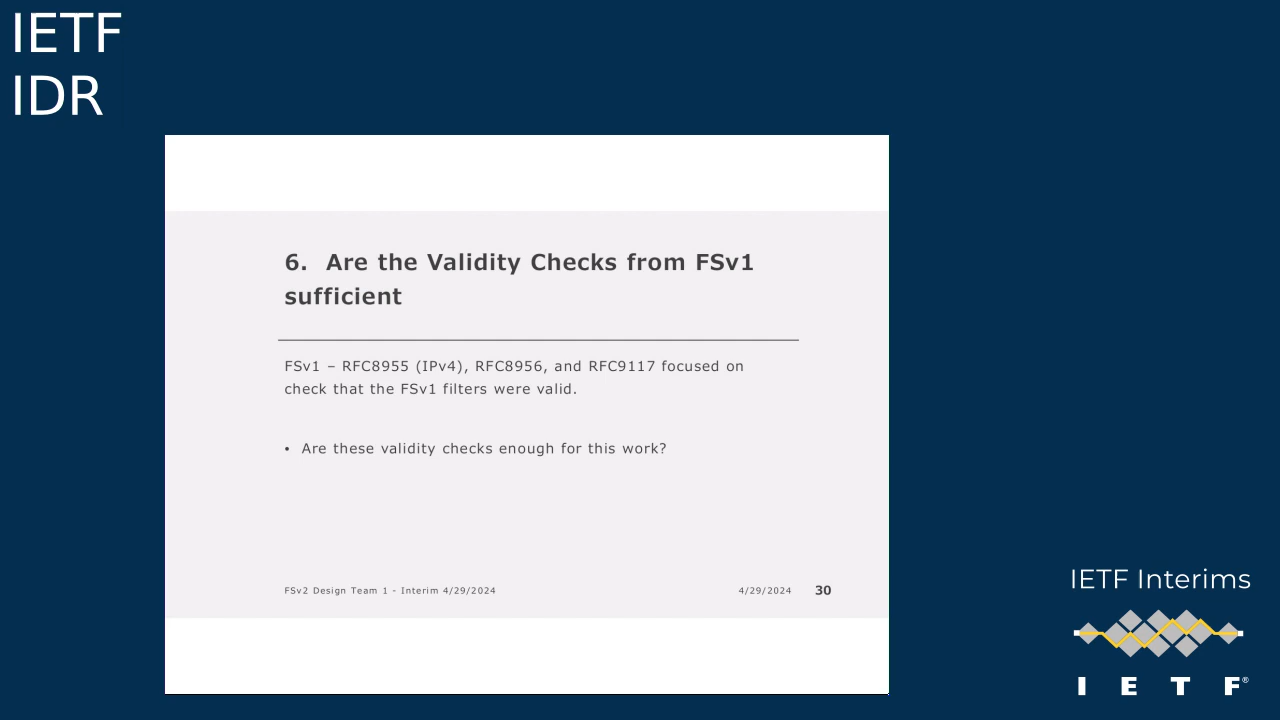 IETF
IDR
6. Are the Validity Checks from FSv1
sufficient
FSv1 – RFC8955 (IPv4), RFC8956, and RFC9117 focused on
check that the FSv1 filters were valid.
• Are these validity checks enough for this work?
FSv2 Design Team 1 - Interim 4/29/2024
4/29/2024
30
IETF Interims
I E T F®